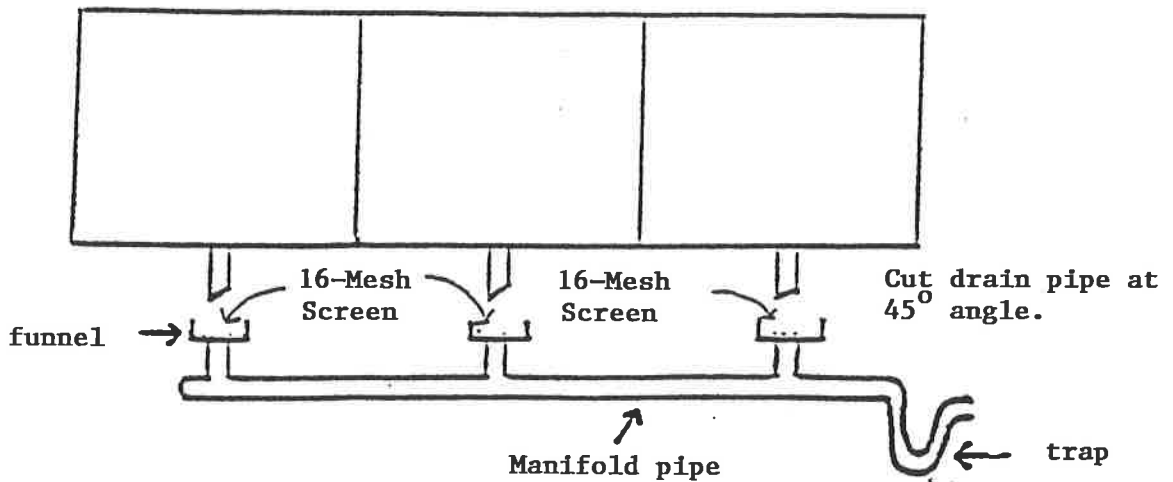 16-Mesh
Screen
16-Mesh
Screen
Cut drain pipe at
45° angle.
funnel
Manifold pipe
trap